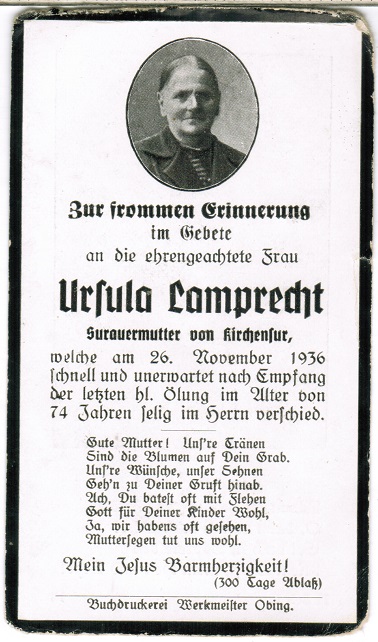 Zur frommen Erinnerung
im Gebete
an die ehrengeachtete Frau
Ursula Lamprecht
Surauermutter von Kirchensur,
welche am 26. November 1936
schnell und unerwartet nach Empfang
der letzten hl. Ölung im Alter von
74 Jahren selig im Herrn verschied.
Gute Mutter! Uns're Tränen
Sind die Blumen auf Dein Grab.
Uns're Wünsche, unser Sehnen
Geh'n zu Deiner Gruft hinab.
Ach, Du batest oft mit Flehen
Gott für Deiner Kinder Wohl,
Ja, wir habens oft gesehen,
Muttersegen tut uns wohl.
Mein Jesus Barmherzigkeit!
(300 Tage Ablaß)
Buchdruckerei Werkmeister Obing.